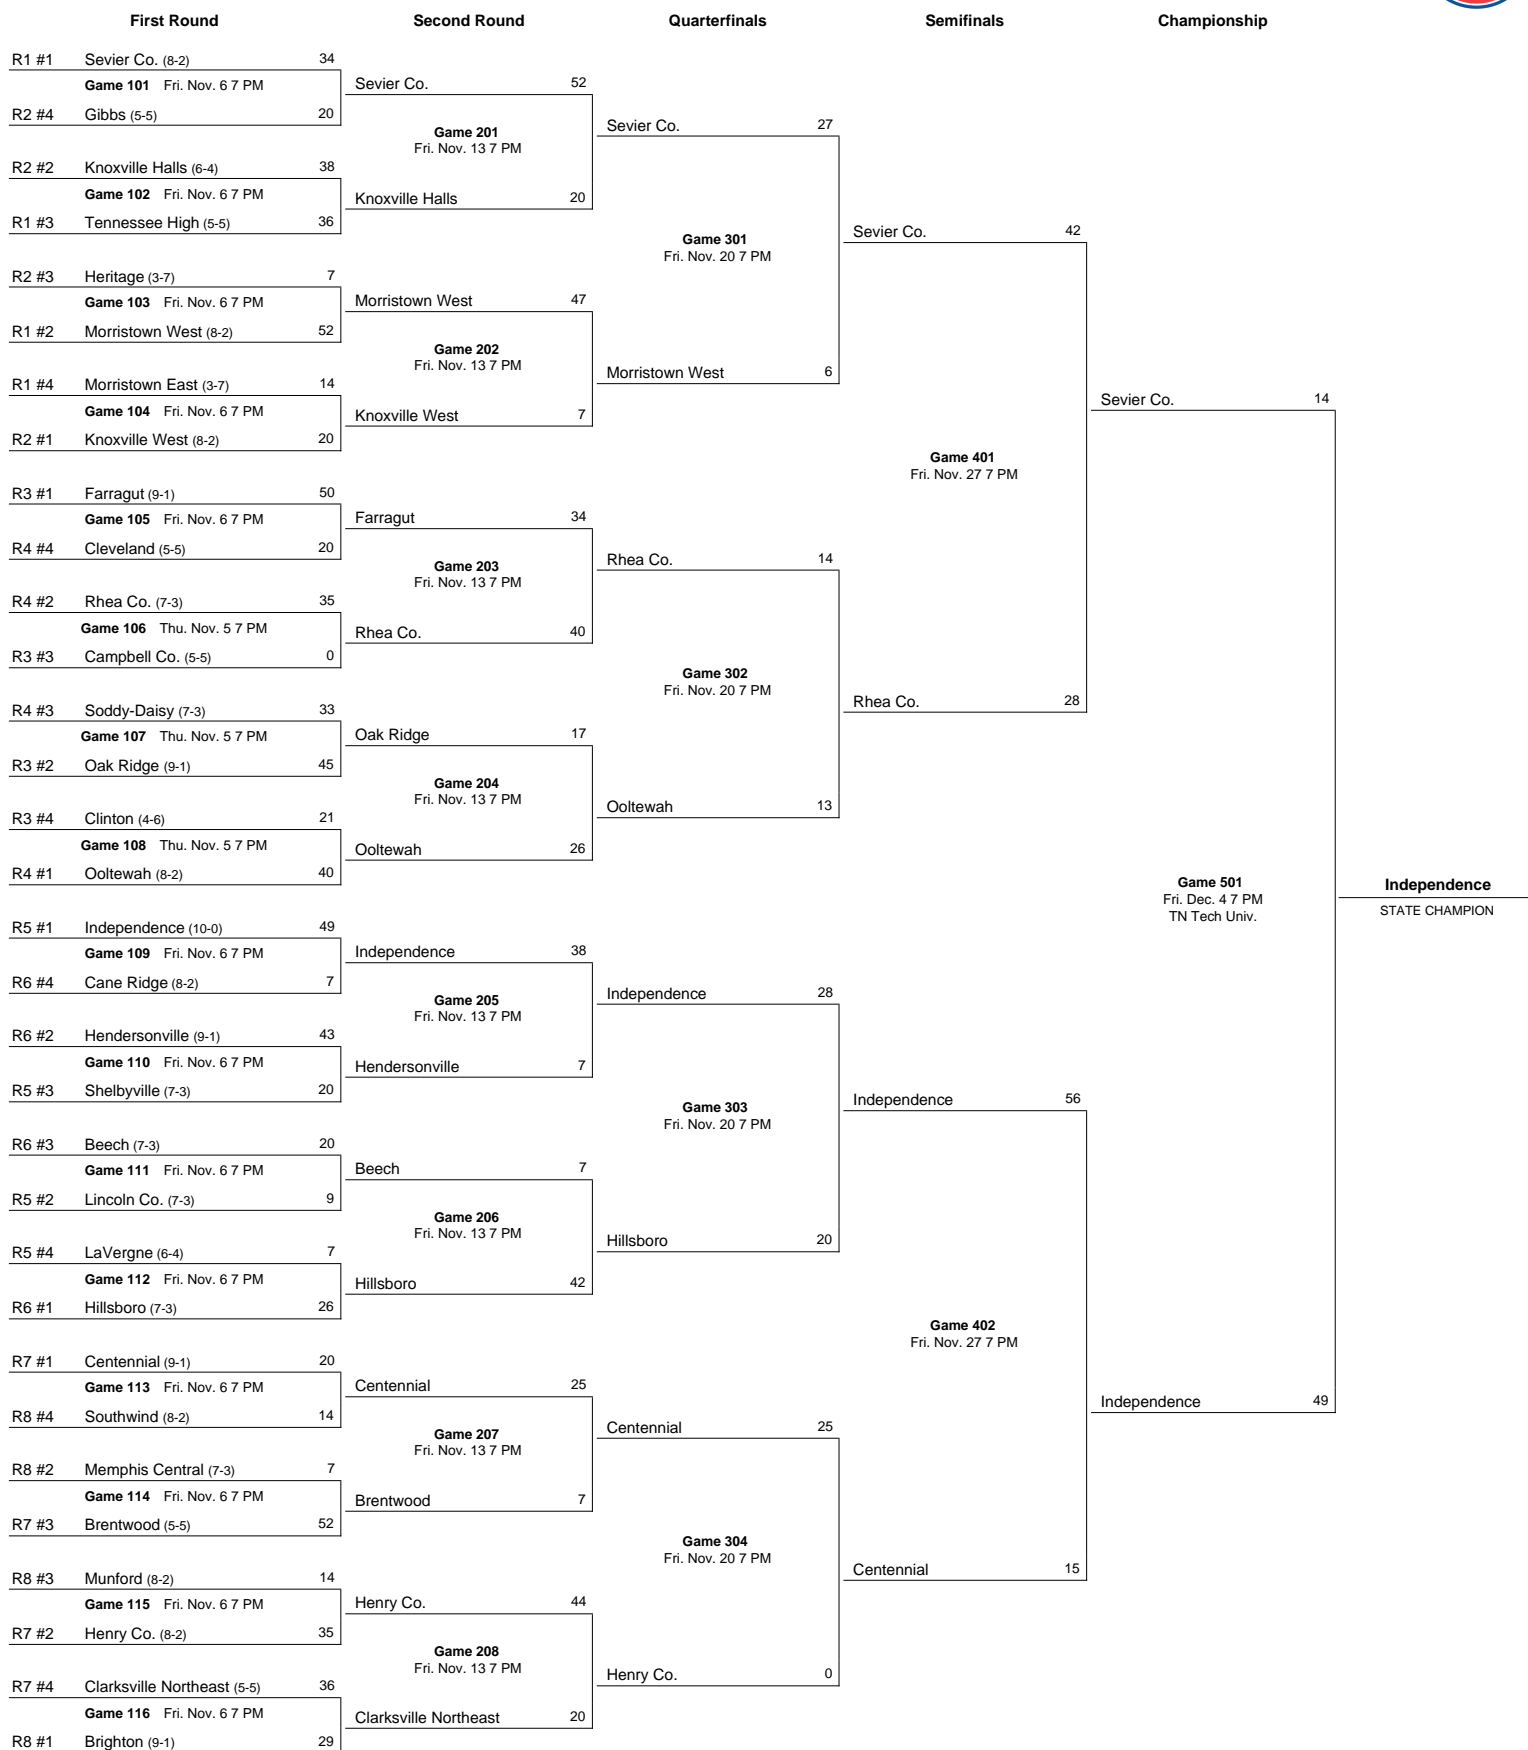 First Round Second Round Quarterfinals Semifinals Championship
R1 #1 Sevier Co. (8-2) 34
Game 101 Fri. Nov. 6 7 PM
R2 #4 Gibbs (5-5) 20
R2 #2 Knoxville Halls (6-4) 38
Game 102 Fri. Nov. 6 7 PM
R1 #3 Tennessee High (5-5) 36
R2 #3 Heritage (3-7) 7
Game 103 Fri. Nov. 6 7 PM
R1 #2 Morristown West (8-2) 52
R1 #4 Morristown East (3-7) 14
Game 104 Fri. Nov. 6 7 PM
R2 #1 Knoxville West (8-2) 20
R3 #1 Farragut (9-1) 50
Game 105 Fri. Nov. 6 7 PM
R4 #4 Cleveland (5-5) 20
R4 #2 Rhea Co. (7-3) 35
Game 106 Thu. Nov. 5 7 PM
R3 #3 Campbell Co. (5-5) 0
R4 #3 Soddy-Daisy (7-3) 33
Game 107 Thu. Nov. 5 7 PM
R3 #2 Oak Ridge (9-1) 45
R3 #4 Clinton (4-6) 21
Game 108 Thu. Nov. 5 7 PM
R4 #1 Ooltewah (8-2) 40
R5 #1 Independence (10-0) 49
Game 109 Fri. Nov. 6 7 PM
R6 #4 Cane Ridge (8-2) 7
R6 #2 Hendersonville (9-1) 43
Game 110 Fri. Nov. 6 7 PM
R5 #3 Shelbyville (7-3) 20
R6 #3 Beech (7-3) 20
Game 111 Fri. Nov. 6 7 PM
R5 #2 Lincoln Co. (7-3) 9
R5 #4 LaVergne (6-4) 7
Game 112 Fri. Nov. 6 7 PM
R6 #1 Hillsboro (7-3) 26
R7 #1 Centennial (9-1) 20
Game 113 Fri. Nov. 6 7 PM
R8 #4 Southwind (8-2) 14
R8 #2 Memphis Central (7-3) 7
Game 114 Fri. Nov. 6 7 PM
R7 #3 Brentwood (5-5) 52
R8 #3 Munford (8-2) 14
Game 115 Fri. Nov. 6 7 PM
R7 #2 Henry Co. (8-2) 35
R7 #4 Clarksville Northeast (5-5) 36
Game 116 Fri. Nov. 6 7 PM
R8 #1 Brighton (9-1) 29
Sevier Co. 52
Game 201
Fri. Nov. 13 7 PM
Knoxville Halls 20
Morristown West 47
Game 202
Fri. Nov. 13 7 PM
Knoxville West 7
Farragut 34
Game 203
Fri. Nov. 13 7 PM
Rhea Co. 40
Oak Ridge 17
Game 204
Fri. Nov. 13 7 PM
Ooltewah 26
Independence 38
Game 205
Fri. Nov. 13 7 PM
Hendersonville 7
Beech 7
Game 206
Fri. Nov. 13 7 PM
Hillsboro 42
Centennial 25
Game 207
Fri. Nov. 13 7 PM
Brentwood 7
Henry Co. 44
Game 208
Fri. Nov. 13 7 PM
Clarksville Northeast 20
Sevier Co. 27
Game 301
Fri. Nov. 20 7 PM
Morristown West 6
Rhea Co. 14
Game 302
Fri. Nov. 20 7 PM
Ooltewah 13
Independence 28
Game 303
Fri. Nov. 20 7 PM
Hillsboro 20
Centennial 25
Game 304
Fri. Nov. 20 7 PM
Henry Co. 0
Sevier Co. 42
Game 401
Fri. Nov. 27 7 PM
Rhea Co. 28
Independence 56
Game 402
Fri. Nov. 27 7 PM
Centennial 15
Sevier Co. 14
Game 501
Fri. Dec. 4 7 PM
TN Tech Univ.
Independence 49
Independence
STATE CHAMPION